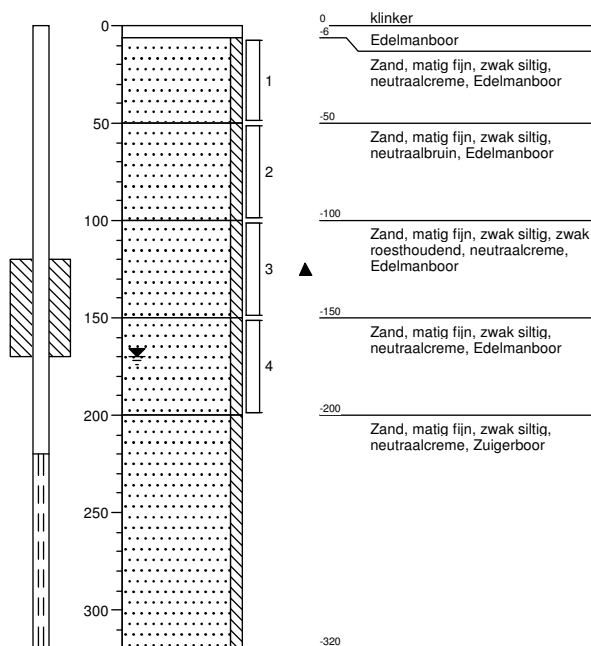 0
50
100
150
200
250
300
1
2
3
4
0
klinker
-6
Edelmanboor
Zand, matig fijn, zwak siltig,
neutraalcreme, Edelmanboor
-50
Zand, matig fijn, zwak siltig,
neutraalbruin, Edelmanboor
-100
Zand, matig fijn, zwak siltig, zwak
roesthoudend, neutraalcreme,
Edelmanboor
-150
Zand, matig fijn, zwak siltig,
neutraalcreme, Edelmanboor
-200
Zand, matig fijn, zwak siltig,
neutraalcreme, Zuigerboor
-320